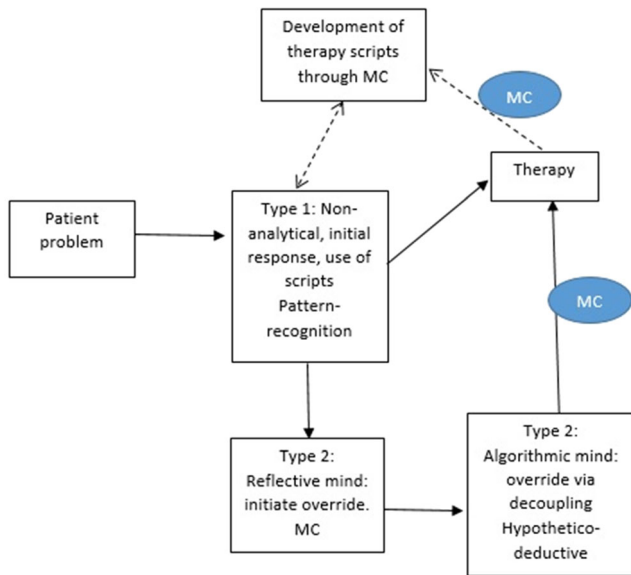 Development of
therapy scripts
through MC
MC
Therapy
Patient
problem
Type 1: Non-
analytical, initial
response, use of
scripts
Pattern-
recognition
MC
Type 2:
Reflective mind:
initiate override.
MC
Type 2:
Algorithmic mind:
override via
decoupling
Hypothetico-
deductive